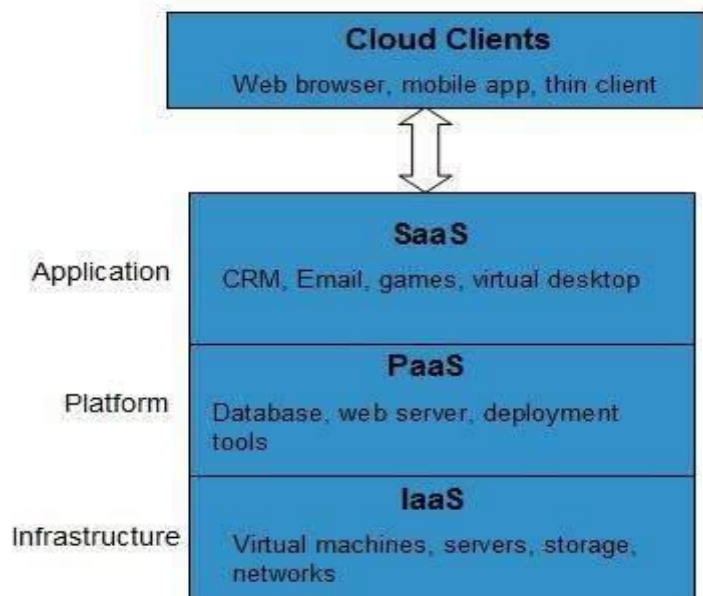 Cloud Clients
Web browser, mobile app, thin client
SaaS
Application
CRM, Email, games, virtual desktop
PaaS
Platform
Database, web server, deployment
tools
IaaS
Infrastructure
Virtual machines, servers, storage,
networks